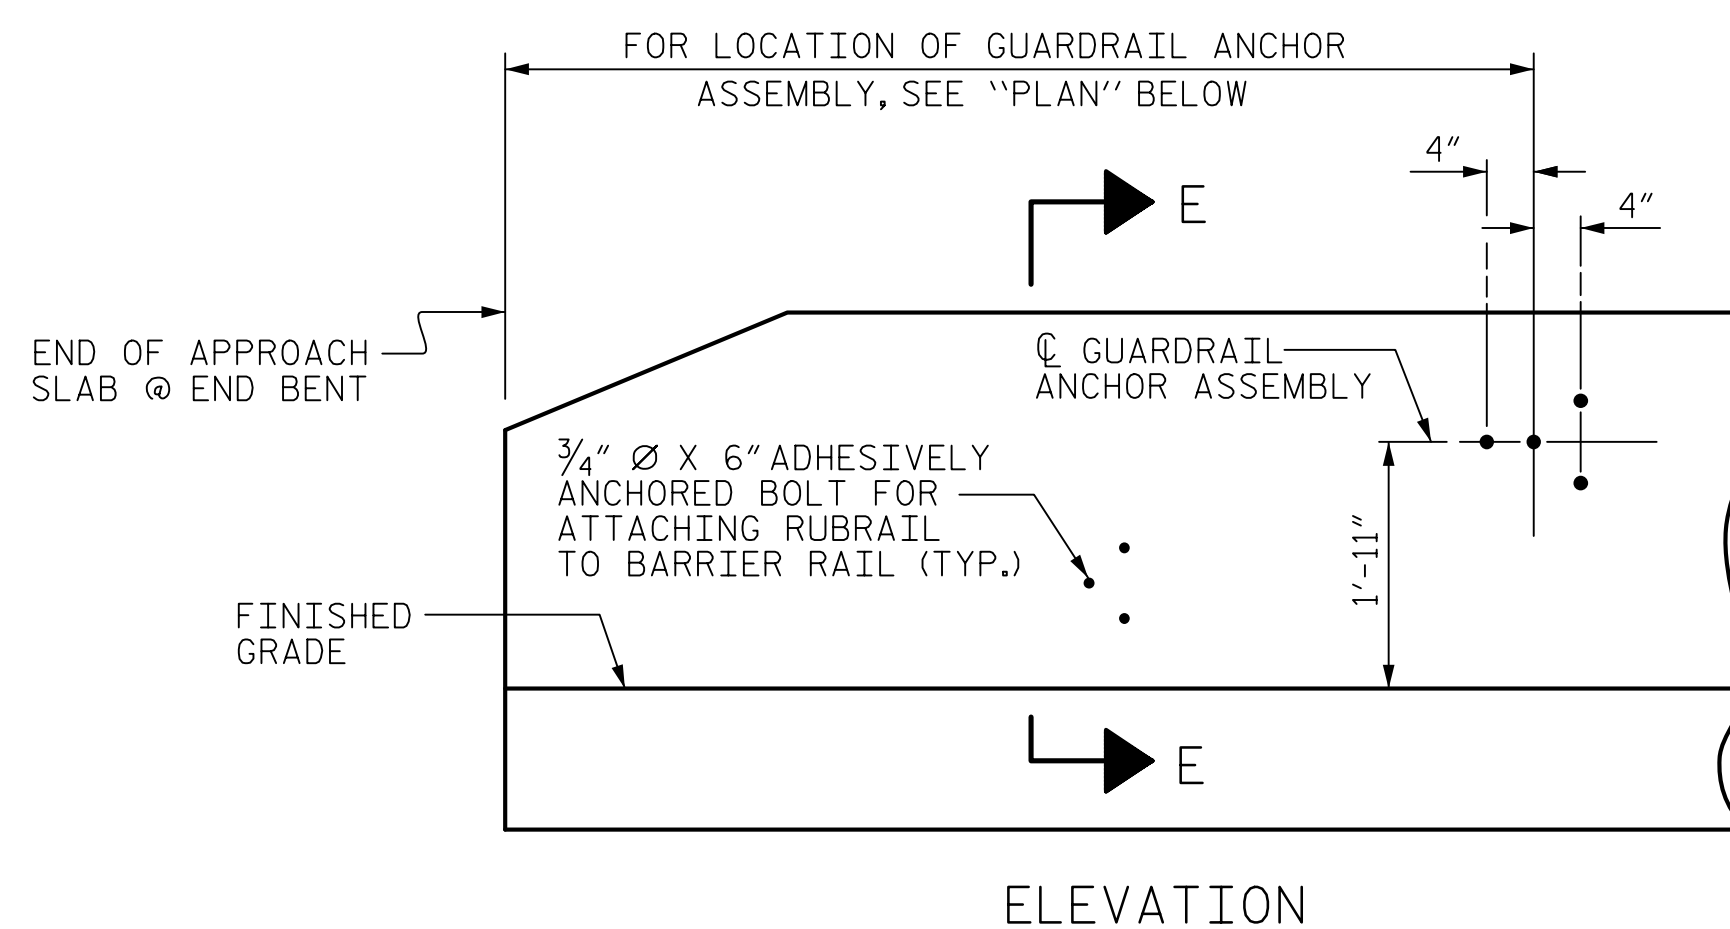 FOR LOCATION OF GUARDRAIL ANCHOR
ASSEMBLY, SEE ‵‵PLAN″ BELOW
4″
4″
E
END OF APPROACH
SLAB @ END BENT
℄ GUARDRAIL
ANCHOR ASSEMBLY
¾″ Ø X 6″ ADHESIVELY
ANCHORED BOLT FOR
ATTACHING RUBRAIL
TO BARRIER RAIL (TYP.)
1′-11″
FINISHED
GRADE
E
ELEVATION